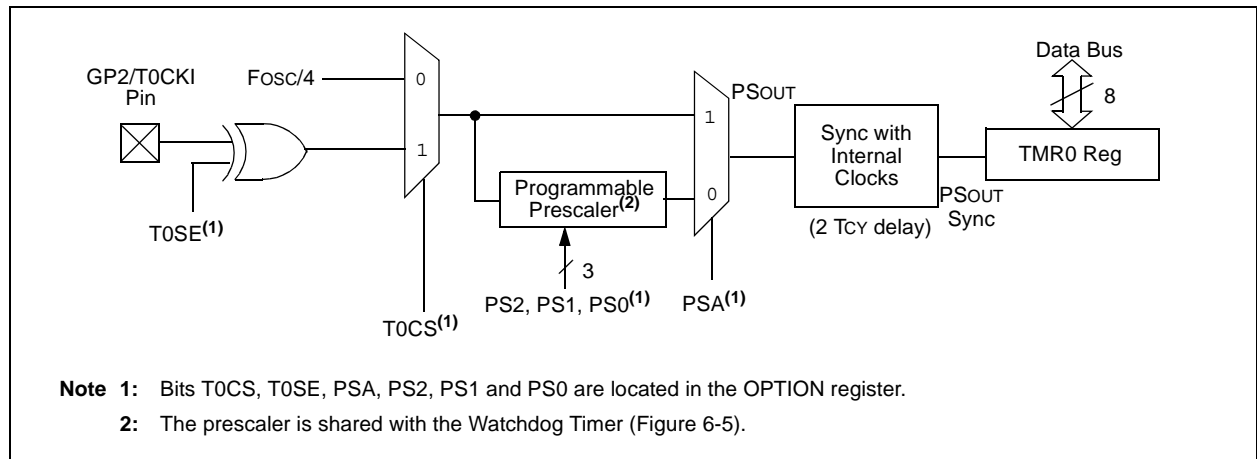 GP2/T0CKI
Pin
T0SE(1)
FOSC/4
0
1
T0CS(1)
Programmable
Prescaler(2)
3
PS2, PS1, PS0(1)
1
0
PSA(1)
PSOUT
Sync with
Internal
Clocks
(2 TCY delay)
PSOUT
Sync
Data Bus
8
TMR0 Reg
Note 1: Bits T0CS, T0SE, PSA, PS2, PS1 and PS0 are located in the OPTION register.
2: The prescaler is shared with the Watchdog Timer (Figure 6-5).